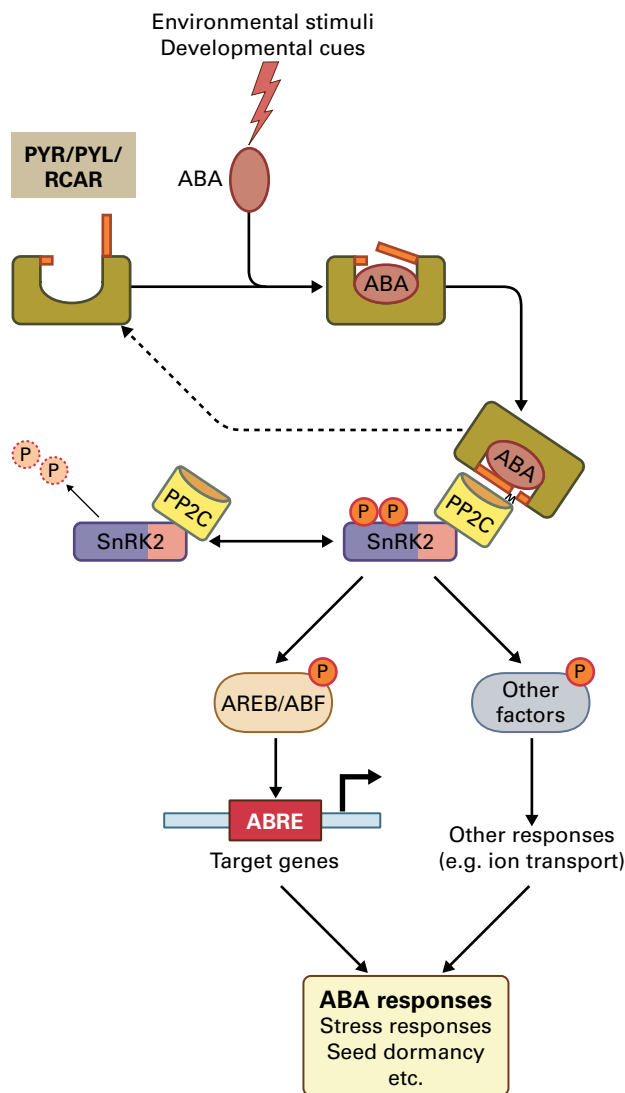 Environmental stimuli
Developmental cues
PYR/PYL/
RCAR
ABA
ABA
ABA
M
P
P
PP2C
SnRK2
P
P
SnRK2
PP2C
P
AREB/ABF
P
Other
factors
ABRE
Target genes
Other responses
(e.g. ion transport)
ABA responses
Stress responses
Seed dormancy
etc.